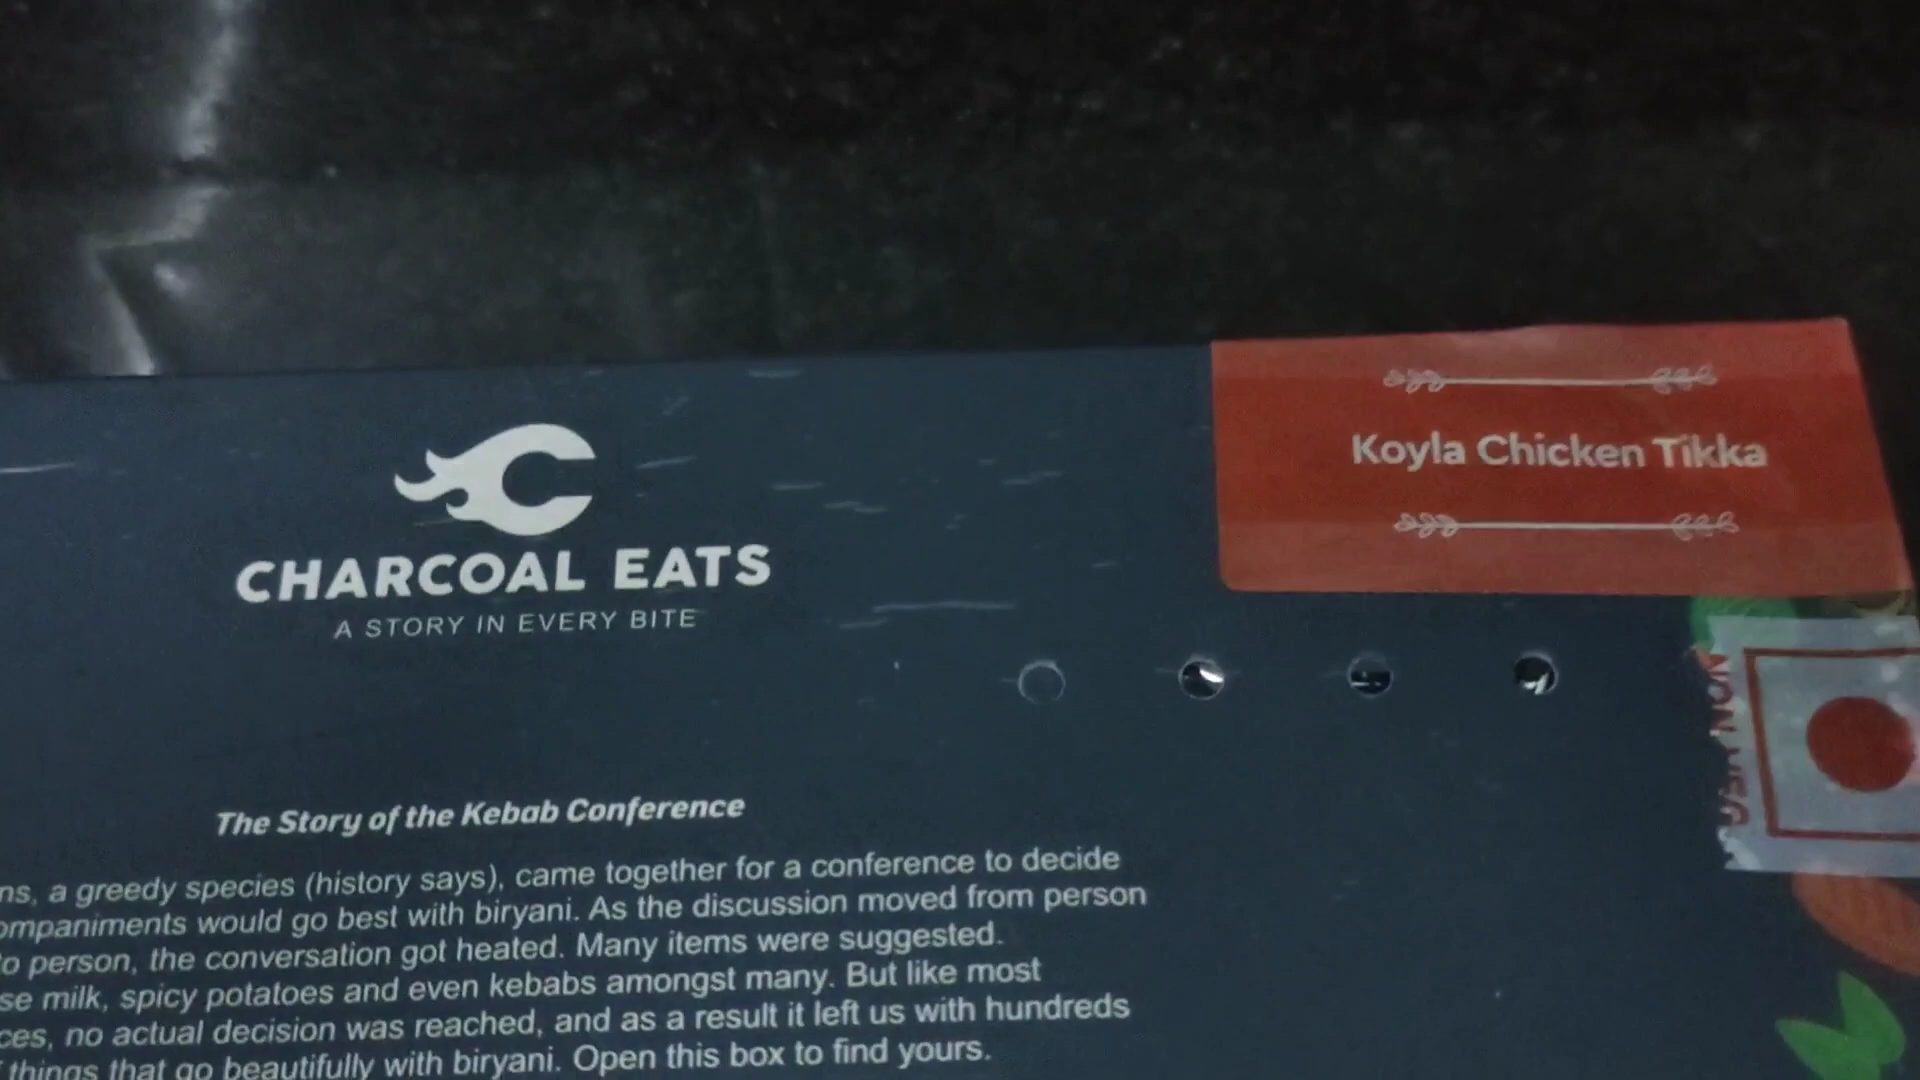 Koyla Chicken Tikka
CHARCOAL EATS
A STORY IN EVERY BITE
NON VEG
The Story of the Kebab Conference
ns, a greedy species (history says), came together for a conference to decide
ompaniments would go best with biryani. As the discussion moved from person
o person, the conversation got heated. Many items were suggested.
se milk, spicy potatoes and even kebabs amongst many. But like most
ces, no actual decision was reached, and as a result it left us with hundreds
things that go beautifully with biryani. Open this box to find yours.